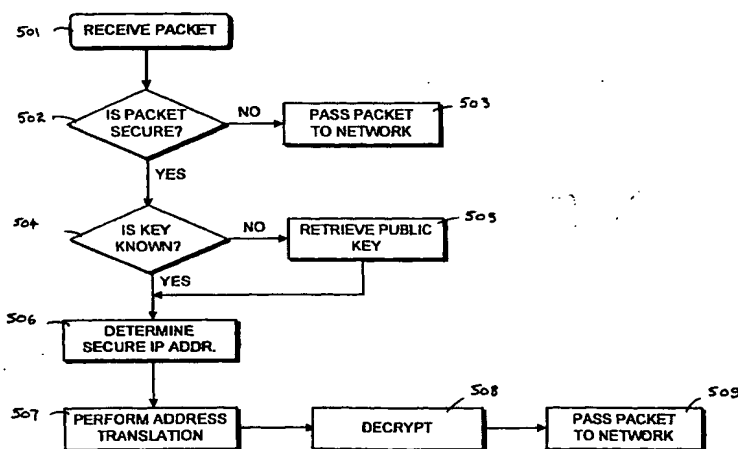 501 RECEIVE PACKET
502 IS PACKET
SECURE?
NO
PASS PACKET
TO NETWORK
503
YES
504 IS KEY
KNOWN?
NO
RETRIEVE PUBLIC
KEY
505
YES
506 DETERMINE
SECURE IP ADDR.
507 PERFORM ADDRESS
TRANSLATION
DECRYPT
508
PASS PACKET
TO NETWORK
509